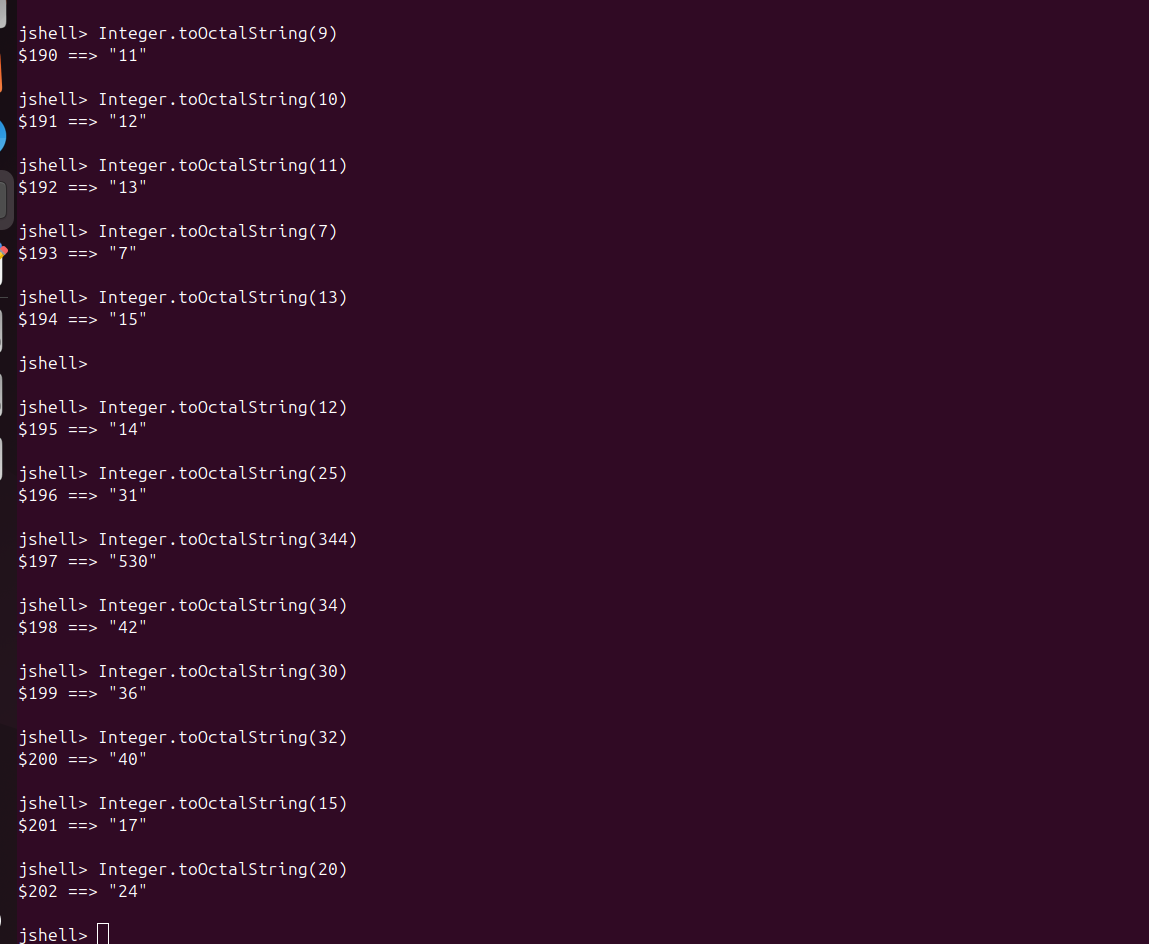 jshell> Integer.toOctalString(9)
$190 ==> "11"
jshell> Integer.toOctalString(10)
$191 ==> "12"
jshell> Integer.toOctalString(11)
$192 ==> "13"
jshell> Integer.toOctalString(7)
$193 ==> "7"
jshell> Integer.toOctalString(13)
$194 ==> "15"
jshell>
jshell> Integer.toOctalString(12)
$195 ==> "14"
jshell> Integer.toOctalString(25)
$196 ==> "31"
jshell> Integer.toOctalString(344)
$197 ==> "530"
jshell> Integer.toOctalString(34)
$198 ==> "42"
jshell> Integer.toOctalString(30)
$199 ==> "36"
jshell> Integer.toOctalString(32)
$200 ==> "40"
jshell> Integer.toOctalString(15)
$201 ==> "17"
jshell> Integer.toOctalString(20)
$202 ==> "24"
jshell>